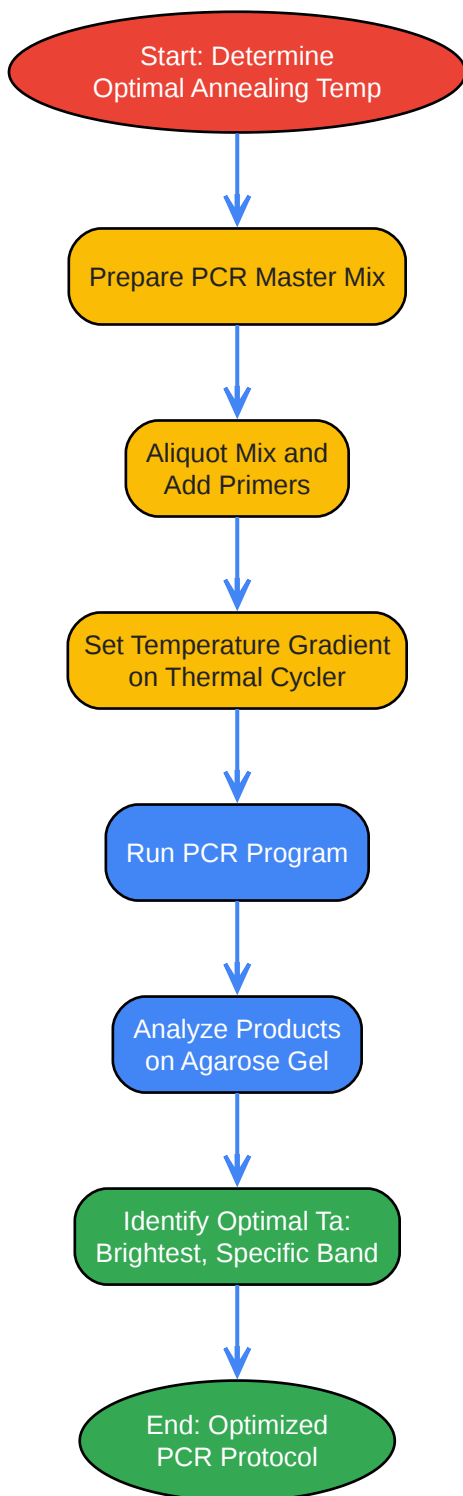 Start: Determine
Optimal Annealing Temp
Prepare PCR Master Mix
Aliquot Mix and
Add Primers
Set Temperature Gradient
on Thermal Cycler
Run PCR Program
Analyze Products
on Agarose Gel
Identify Optimal Ta:
Brightest, Specific Band
End: Optimized
PCR Protocol